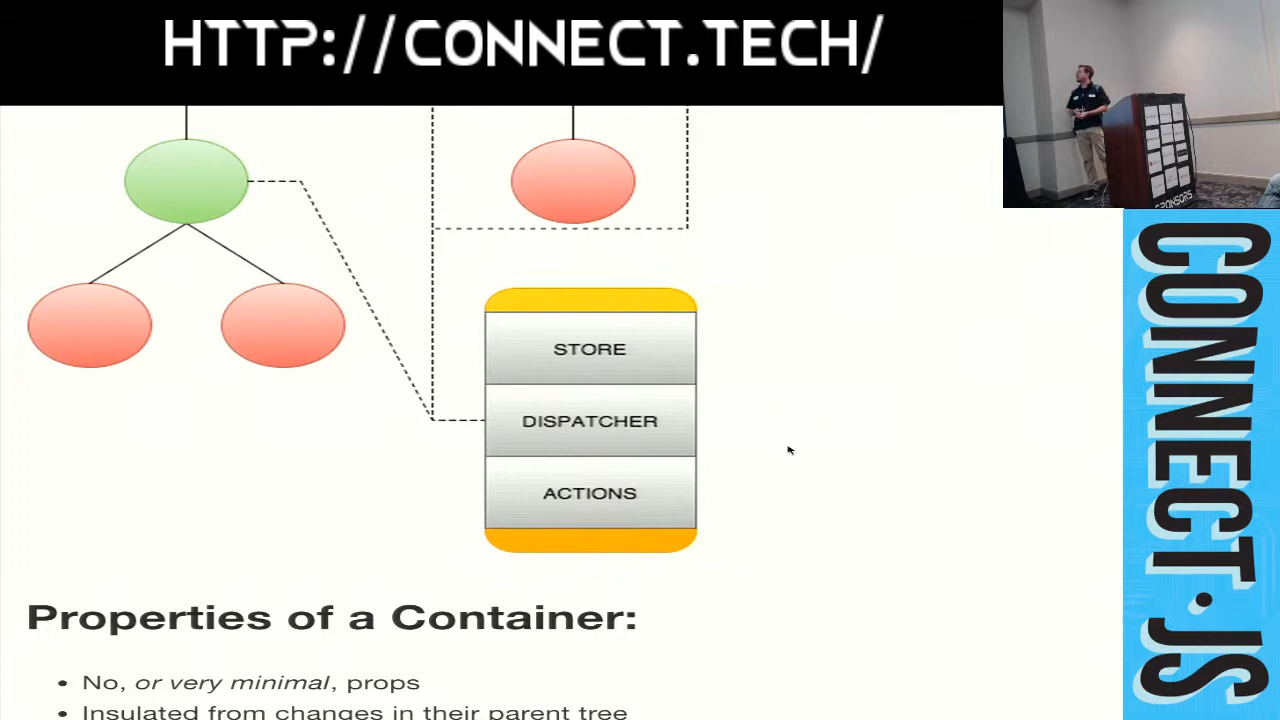 HTTP://CONNECT.TECH/
SPONSORS
CONNECT.JS
STORE
DISPATCHER
ACTIONS
Properties of a Container:
• No, or very minimal, props
• Insulated from changes in their parent tree